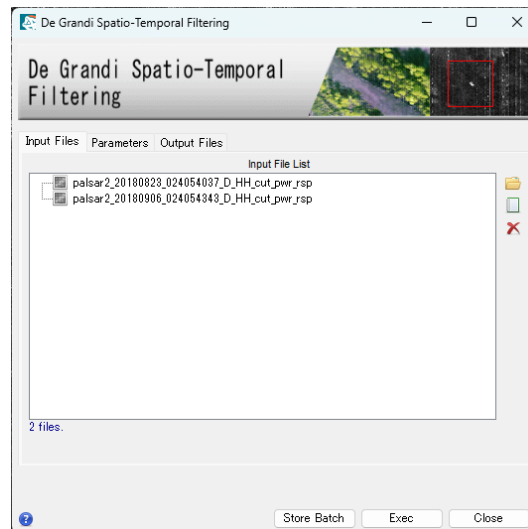 De Grandi Spatio-Temporal Filtering
De Grandi Spatio-Temporal
Filtering
Input Files Parameters Output Files
Input File List
palsar2_20180823_024054037_D_HH_cut_pwr_rsp
palsar2_20180906_024054343_D_HH_cut_pwr_rsp
2 files.
Store Batch Exec Close